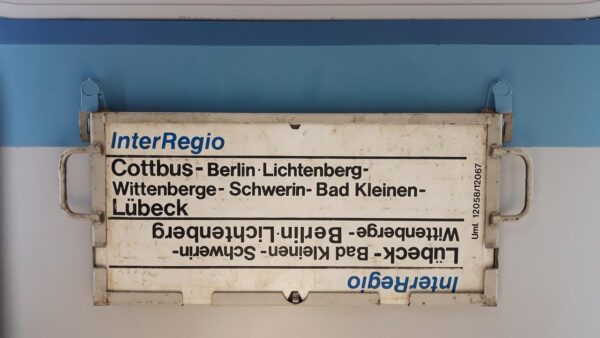 InterRegio
Cottbus- Berlin·Lichtenberg-
Wittenberge- Schwerin- Bad Kleinen-
Lübeck
Uml 12058/12067
InterRegio
Lübeck- Bad Kleinen- Schwerin-
Wittenberge- Berlin·Lichtenberg